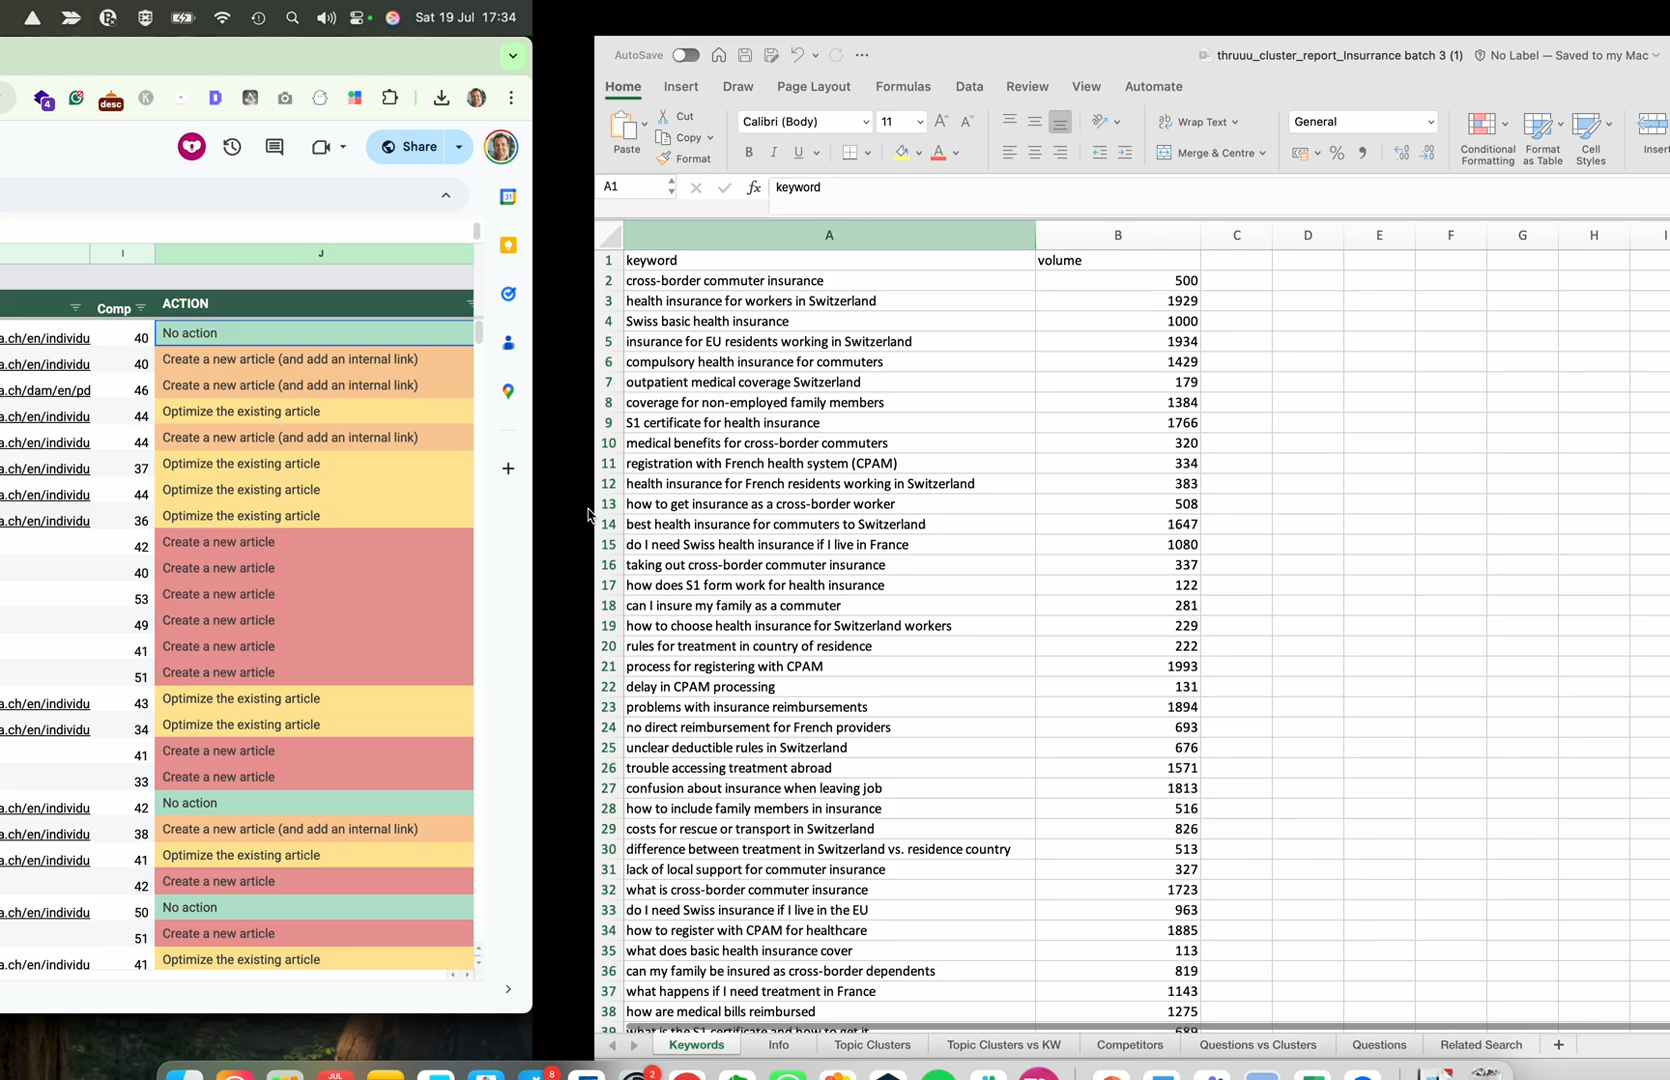 Sat 19 Jul 17:34
4
desc
Share
31
I
J
Comp
ACTION
a.ch/en/individu 40 No action
a.ch/en/individu 40 Create a new article (and add an internal link)
a.ch/dam/en/pd 46 Create a new article (and add an internal link)
a.ch/en/individu 44 Optimize the existing article
a.ch/en/individu 44 Create a new article (and add an internal link)
a.ch/en/individu 37 Optimize the existing article
a.ch/en/individu 44 Optimize the existing article
a.ch/en/individu 36 Optimize the existing article
42 Create a new article
40 Create a new article
53 Create a new article
49 Create a new article
41 Create a new article
51 Create a new article
a.ch/en/individu 43 Optimize the existing article
a.ch/en/individu 34 Optimize the existing article
41 Create a new article
33 Create a new article
a.ch/en/individu 42 No action
a.ch/en/individu 38 Create a new article (and add an internal link)
a.ch/en/individu 41 Optimize the existing article
42 Create a new article
a.ch/en/individu 50 No action
51 Create a new article
a.ch/en/individu 41 Optimize the existing article
AutoSave
thruuu_cluster_report_Insurrance batch 3 (1)
No Label — Saved to my Mac
Home Insert Draw Page Layout Formulas Data Review View Automate
Paste
Cut
Copy
Format
Calibri (Body)
11
B I U
Wrap Text
Merge & Centre
General
Conditional Formatting
Format as Table
Cell Styles
Insert
A1
fx
keyword
A B C D E F G H I
1 keyword volume
2 cross-border commuter insurance 500
3 health insurance for workers in Switzerland 1929
4 Swiss basic health insurance 1000
5 insurance for EU residents working in Switzerland 1934
6 compulsory health insurance for commuters 1429
7 outpatient medical coverage Switzerland 179
8 coverage for non-employed family members 1384
9 S1 certificate for health insurance 1766
10 medical benefits for cross-border commuters 320
11 registration with French health system (CPAM) 334
12 health insurance for French residents working in Switzerland 383
13 how to get insurance as a cross-border worker 508
14 best health insurance for commuters to Switzerland 1647
15 do I need Swiss health insurance if I live in France 1080
16 taking out cross-border commuter insurance 337
17 how does S1 form work for health insurance 122
18 can I insure my family as a commuter 281
19 how to choose health insurance for Switzerland workers 229
20 rules for treatment in country of residence 222
21 process for registering with CPAM 1993
22 delay in CPAM processing 131
23 problems with insurance reimbursements 1894
24 no direct reimbursement for French providers 693
25 unclear deductible rules in Switzerland 676
26 trouble accessing treatment abroad 1571
27 confusion about insurance when leaving job 1813
28 how to include family members in insurance 516
29 costs for rescue or transport in Switzerland 826
30 difference between treatment in Switzerland vs. residence country 513
31 lack of local support for commuter insurance 327
32 what is cross-border commuter insurance 1723
33 do I need Swiss insurance if I live in the EU 963
34 how to register with CPAM for healthcare 1885
35 what does basic health insurance cover 113
36 can my family be insured as cross-border dependents 819
37 what happens if I need treatment in France 1143
38 how are medical bills reimbursed 1275
39 what is the S1 certificate and how to get it 689
Keywords Info Topic Clusters Topic Clusters vs KW Competitors Questions vs Clusters Questions Related Search
JUL
8
2